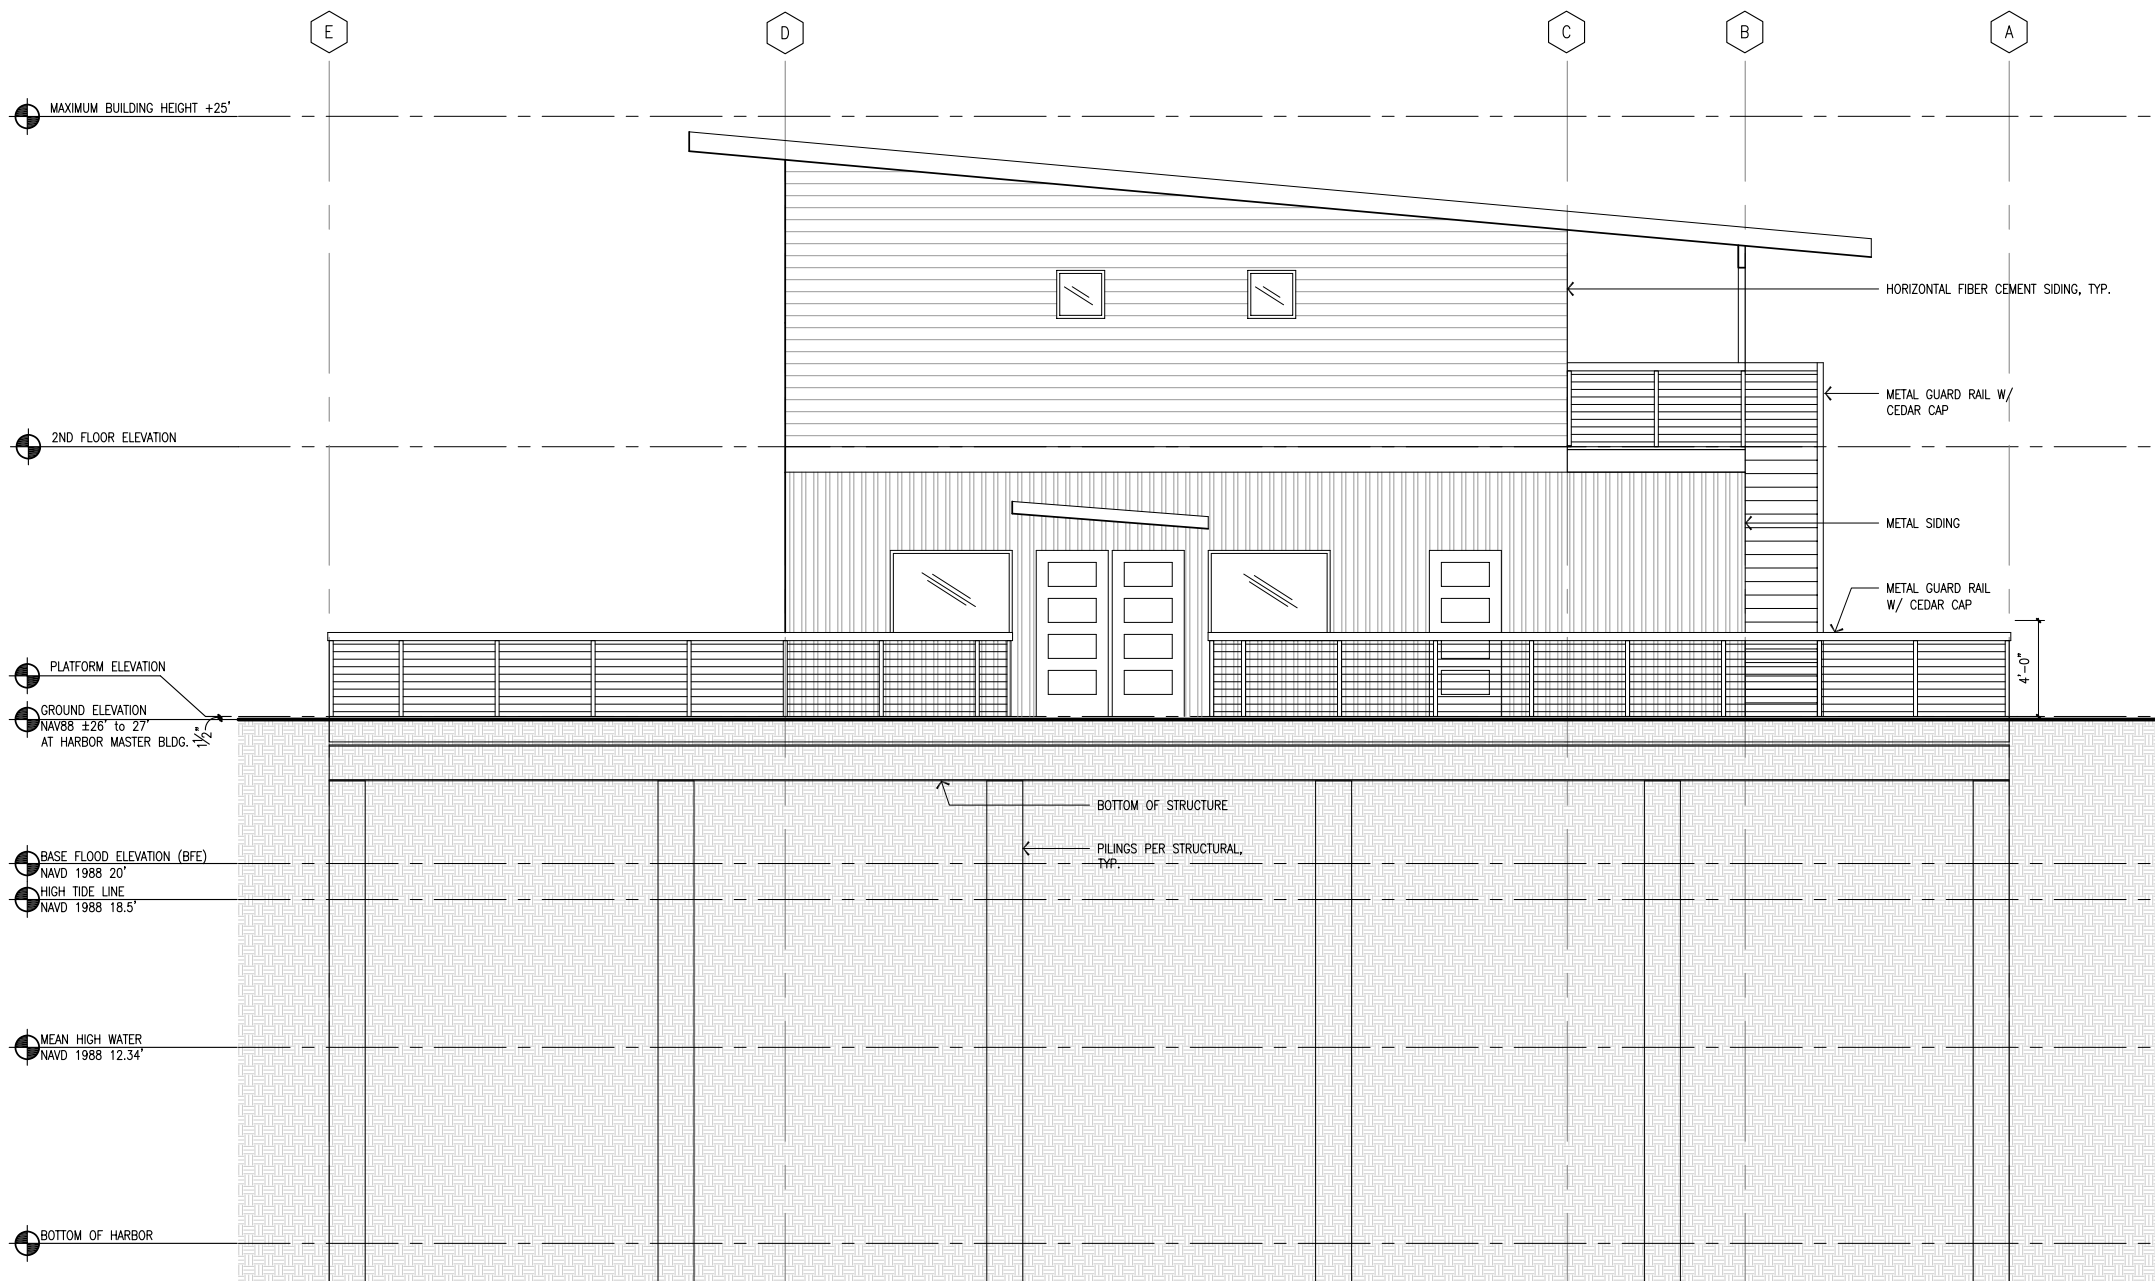 E
D
C
B
A
MAXIMUM BUILDING HEIGHT +25'
HORIZONTAL FIBER CEMENT SIDING, TYP.
METAL GUARD RAIL W/
CEDAR CAP
2ND FLOOR ELEVATION
METAL SIDING
METAL GUARD RAIL
W/ CEDAR CAP
4'-0"
PLATFORM ELEVATION
GROUND ELEVATION
NAV88 ±26' to 27'
AT HARBOR MASTER BLDG.
1/2"
BOTTOM OF STRUCTURE
PILINGS PER STRUCTURAL,
TYP.
BASE FLOOD ELEVATION (BFE)
NAVD 1988 20'
HIGH TIDE LINE
NAVD 1988 18.5'
MEAN HIGH WATER
NAVD 1988 12.34'
BOTTOM OF HARBOR